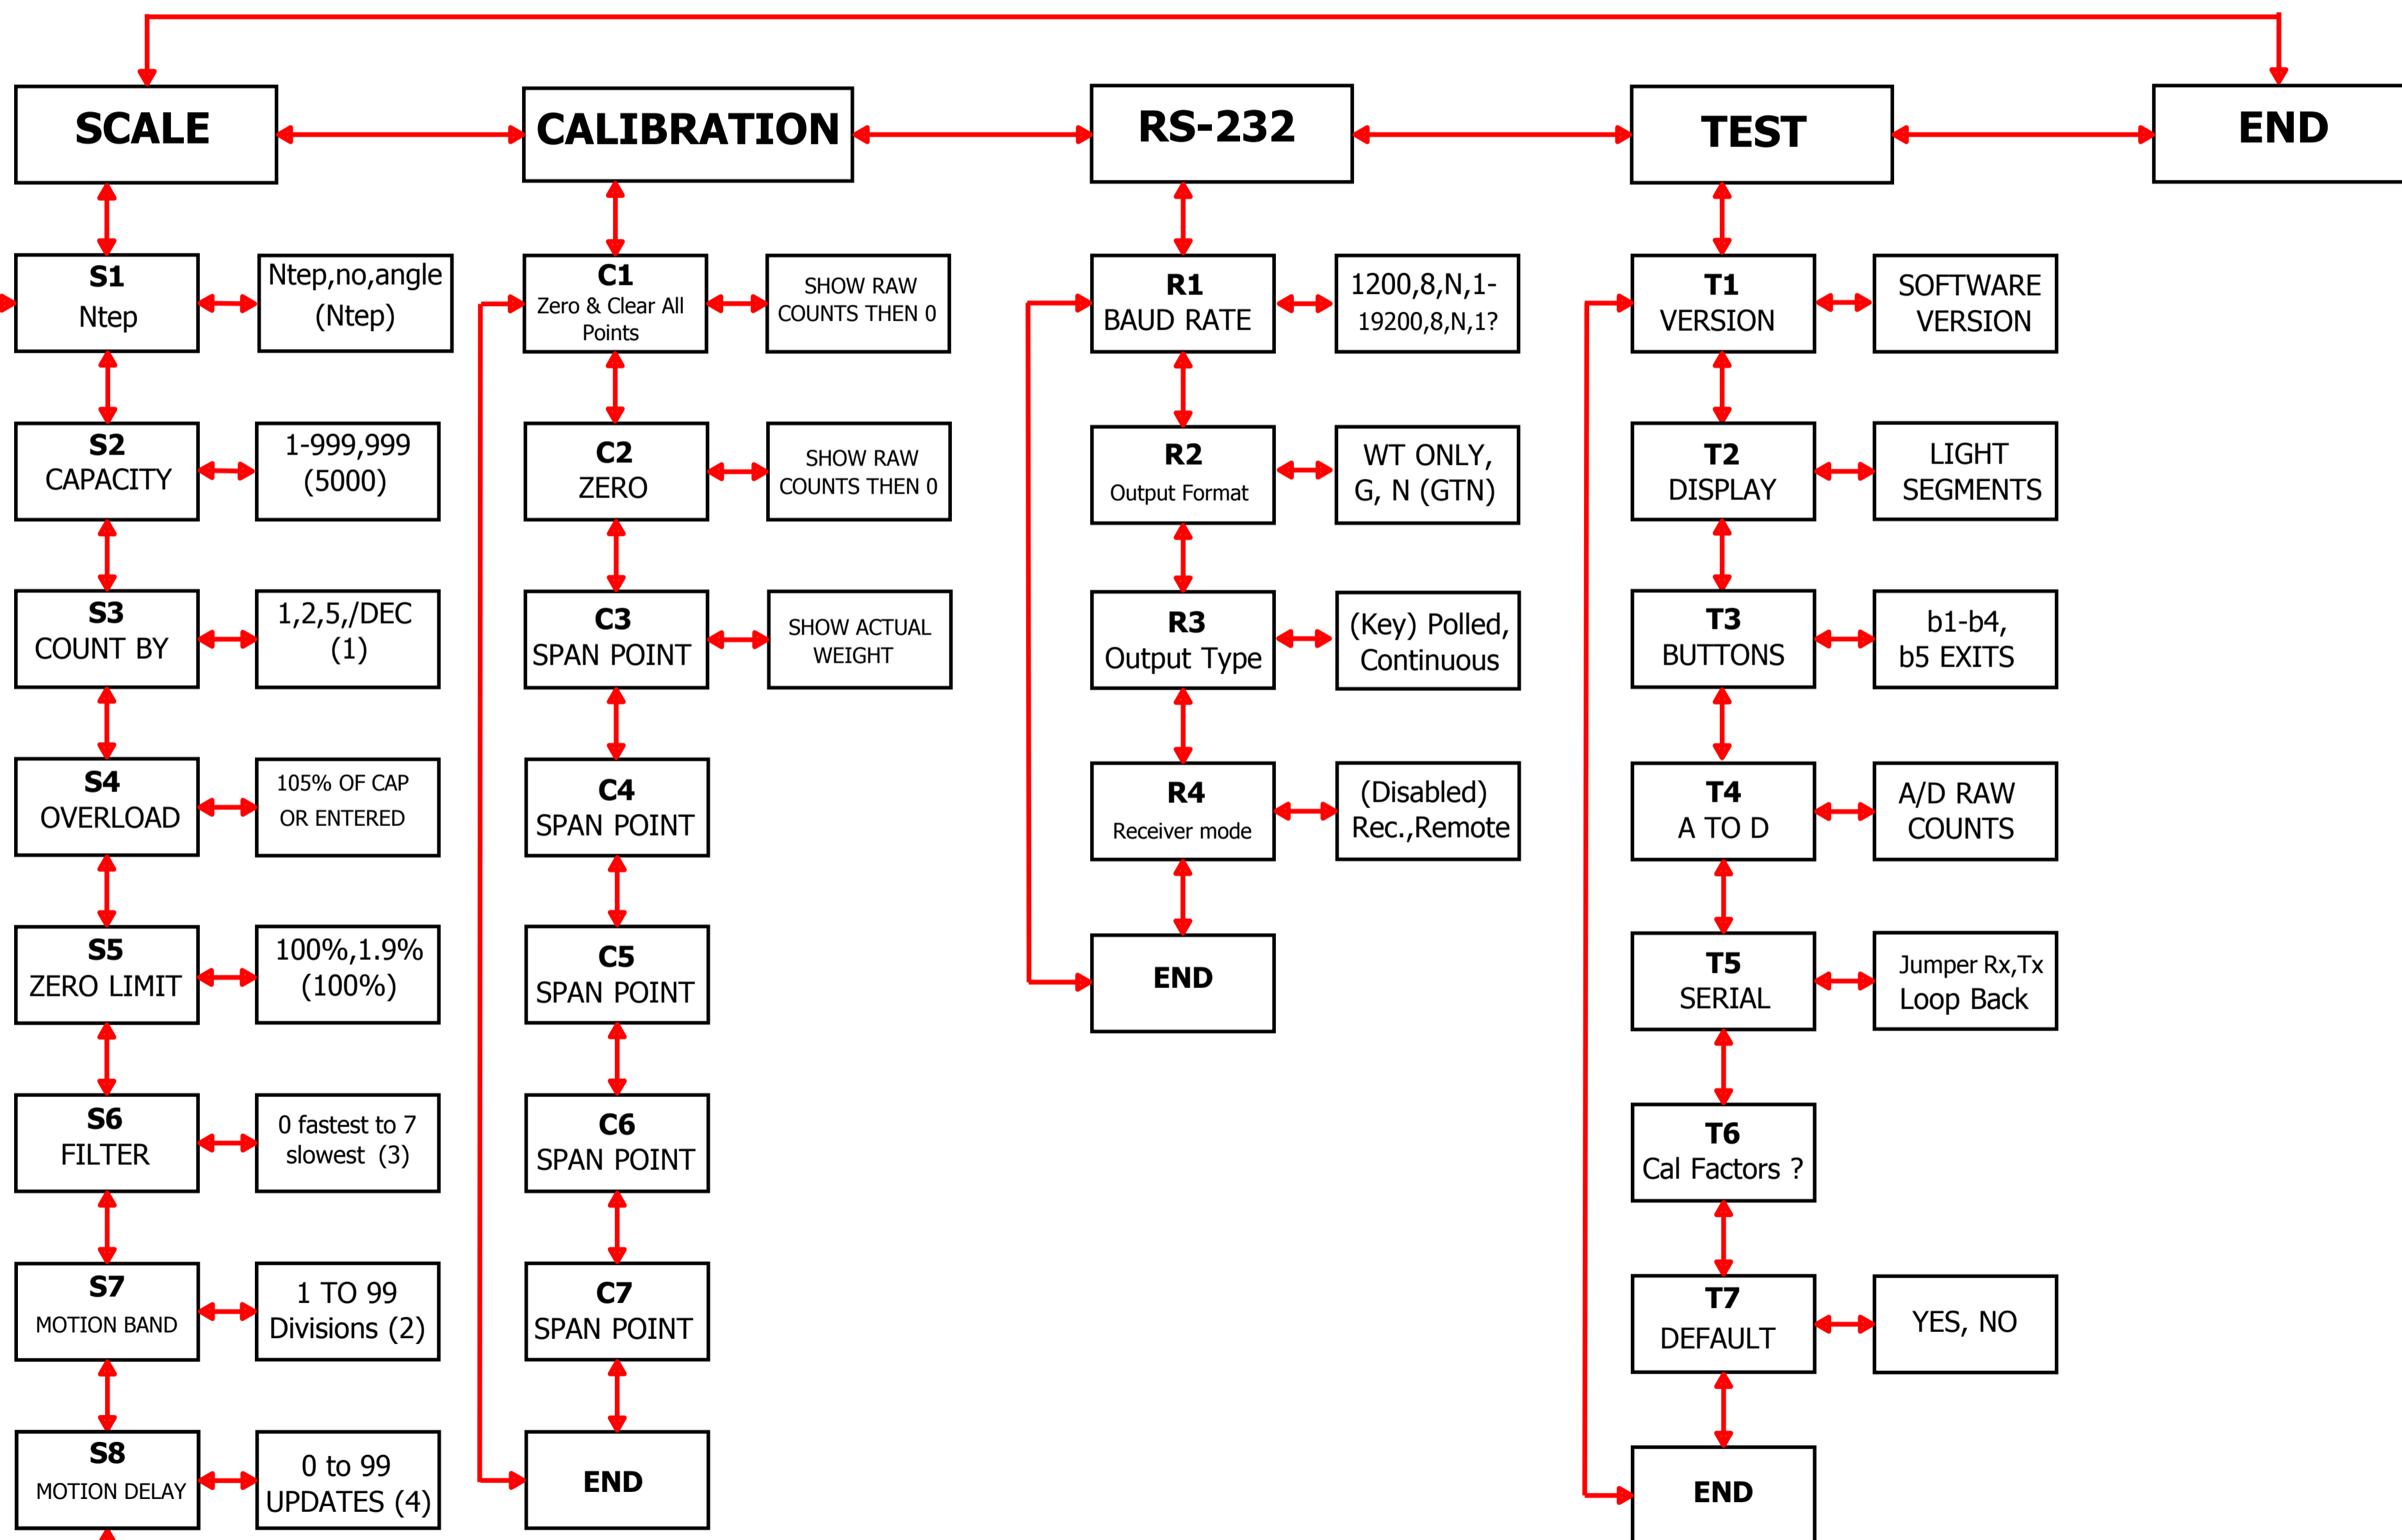 SCALE
CALIBRATION
RS-232
TEST
END
S1
Ntep
Ntep,no,angle
(Ntep)
S2
CAPACITY
1-999,999
(5000)
S3
COUNT BY
1,2,5,/DEC
(1)
S4
OVERLOAD
105% OF CAP
OR ENTERED
S5
ZERO LIMIT
100%,1.9%
(100%)
S6
FILTER
0 fastest to 7
slowest (3)
S7
MOTION BAND
1 TO 99
Divisions (2)
S8
MOTION DELAY
0 to 99
UPDATES (4)
C1
Zero & Clear All
Points
SHOW RAW
COUNTS THEN 0
C2
ZERO
SHOW RAW
COUNTS THEN 0
C3
SPAN POINT
SHOW ACTUAL
WEIGHT
C4
SPAN POINT
C5
SPAN POINT
C6
SPAN POINT
C7
SPAN POINT
END
R1
BAUD RATE
1200,8,N,1-
19200,8,N,1?
R2
Output Format
WT ONLY,
G, N (GTN)
R3
Output Type
(Key) Polled,
Continuous
R4
Receiver mode
(Disabled)
Rec.,Remote
END
T1
VERSION
SOFTWARE
VERSION
T2
DISPLAY
LIGHT
SEGMENTS
T3
BUTTONS
b1-b4,
b5 EXITS
T4
A TO D
A/D RAW
COUNTS
T5
SERIAL
Jumper Rx,Tx
Loop Back
T6
Cal Factors ?
T7
DEFAULT
YES, NO
END